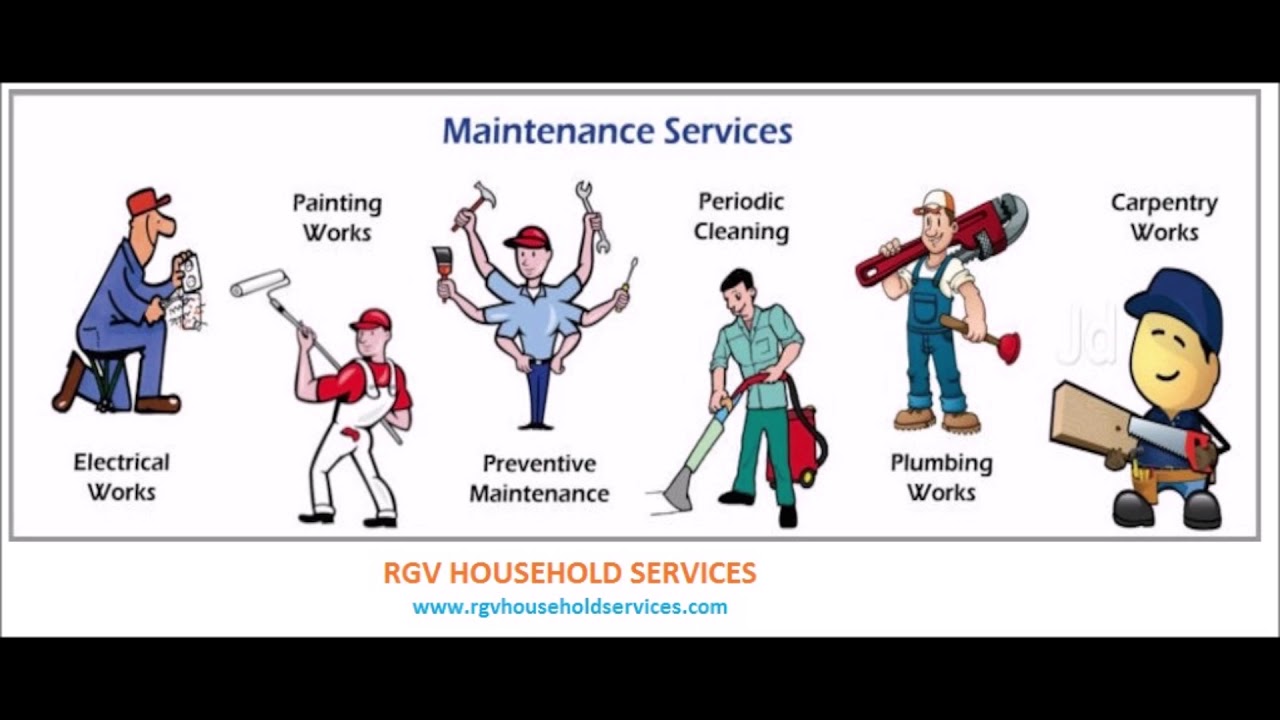 Maintenance Services
Painting
Works
Periodic
Cleaning
Carpentry
Works
Jd
Electrical
Works
Preventive
Maintenance
Plumbing
Works
RGV HOUSEHOLD SERVICES
www.rgvhouseholdservices.com